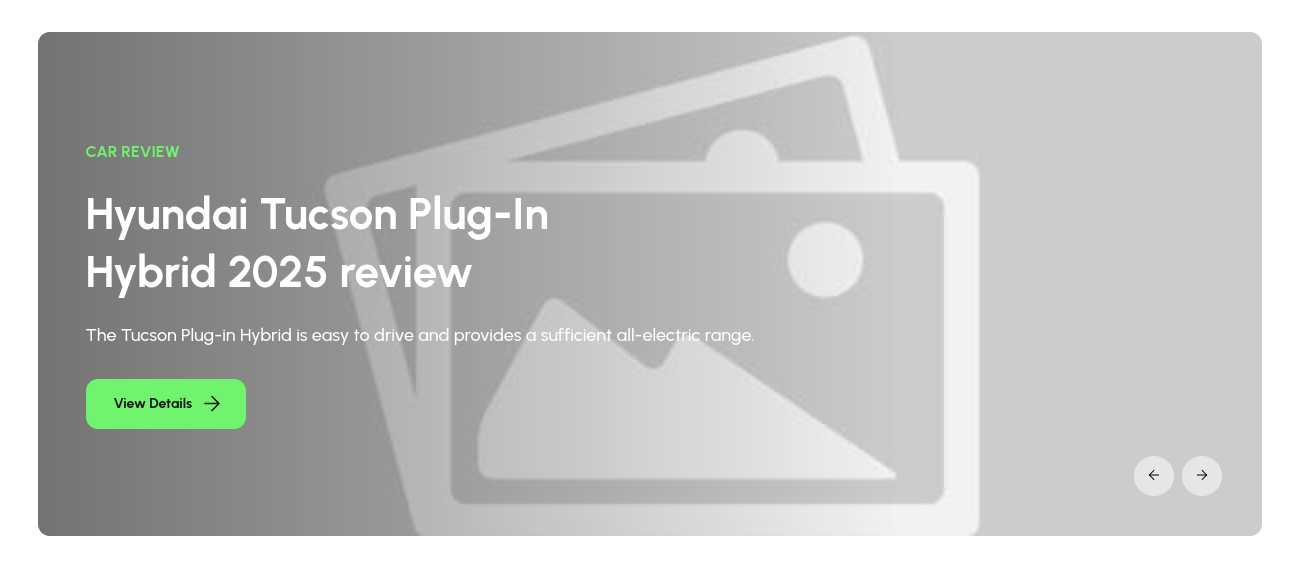 CAR REVIEW
Hyundai Tucson Plug-In
Hybrid 2025 review
The Tucson Plug-in Hybrid is easy to drive and provides a sufficient all-electric range.
View Details